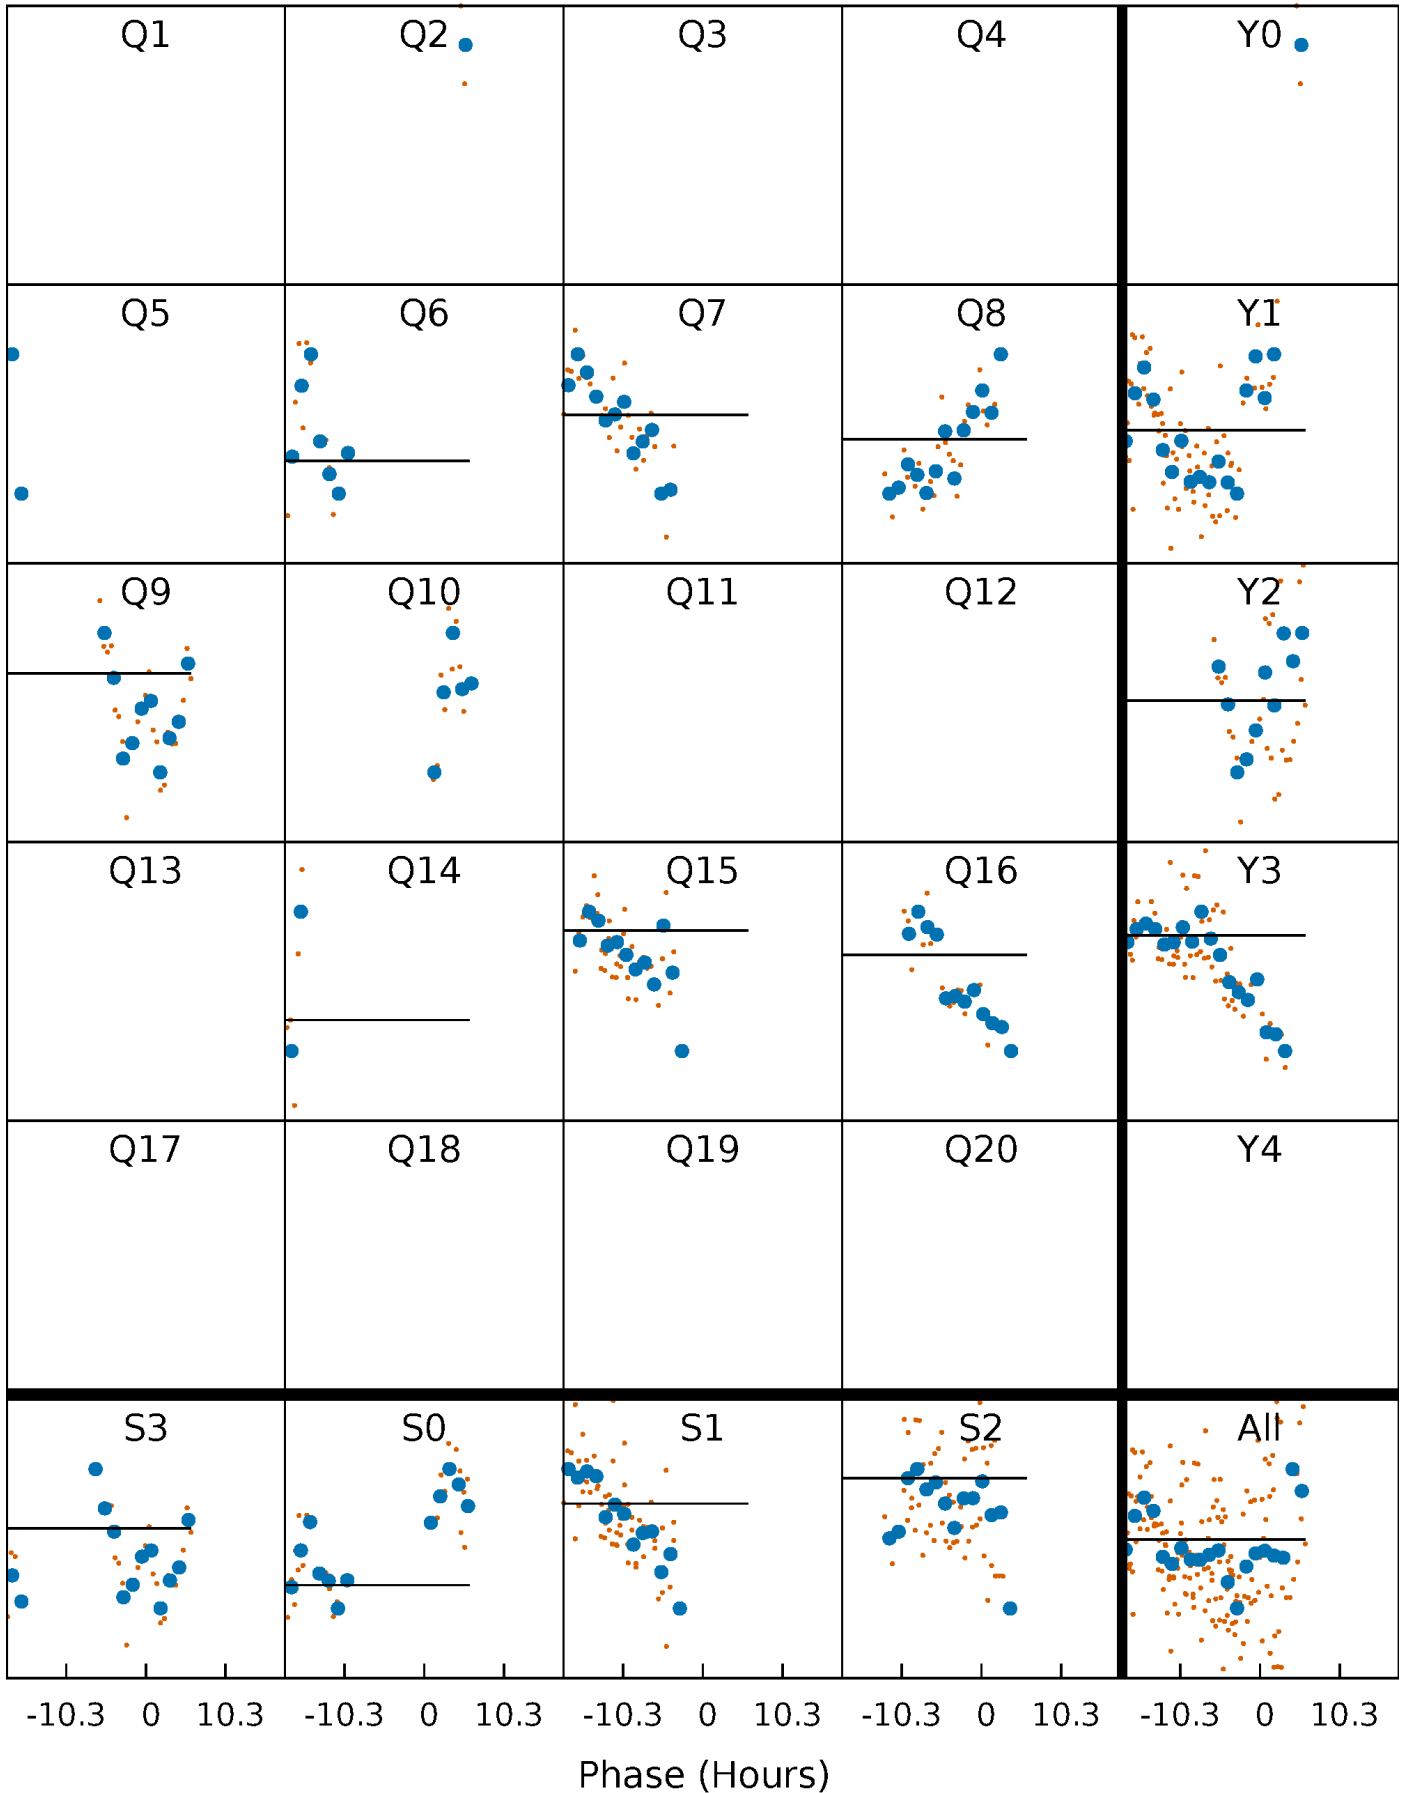 Q1 Q2 Q3 Q4 Y0
Q5 Q6 Q7 Q8 Y1
Q9 Q10 Q11 Q12 Y2
Q13 Q14 Q15 Q16 Y3
Q17 Q18 Q19 Q20 Y4
S3 S0 S1 S2 All
-10.3 0 10.3 -10.3 0 10.3 -10.3 0 10.3 -10.3 0 10.3 -10.3 0 10.3
Phase (Hours)